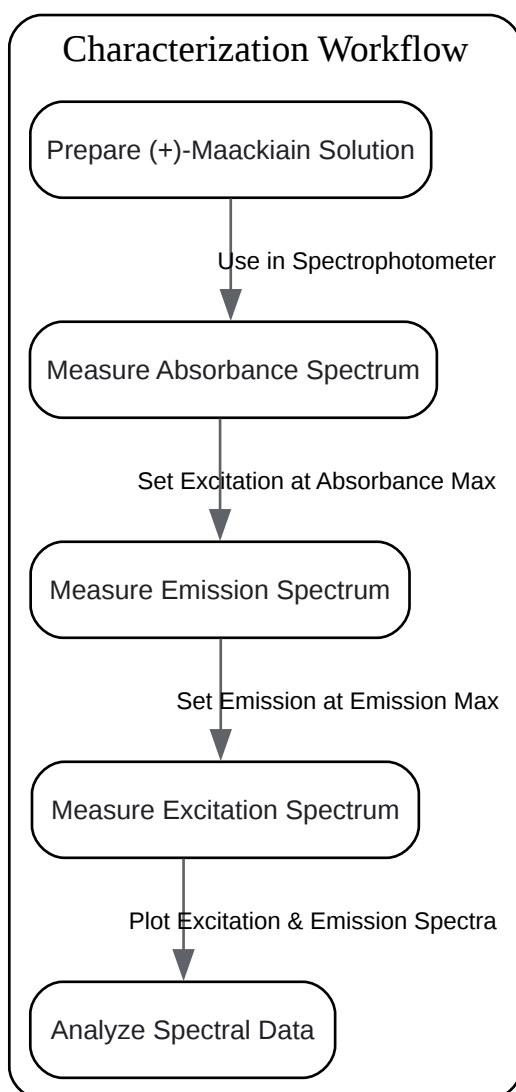 Characterization Workflow
Prepare (+)-Maackiain Solution
Use in Spectrophotometer
Measure Absorbance Spectrum
Set Excitation at Absorbance Max
Measure Emission Spectrum
Set Emission at Emission Max
Measure Excitation Spectrum
Plot Excitation & Emission Spectra
Analyze Spectral Data